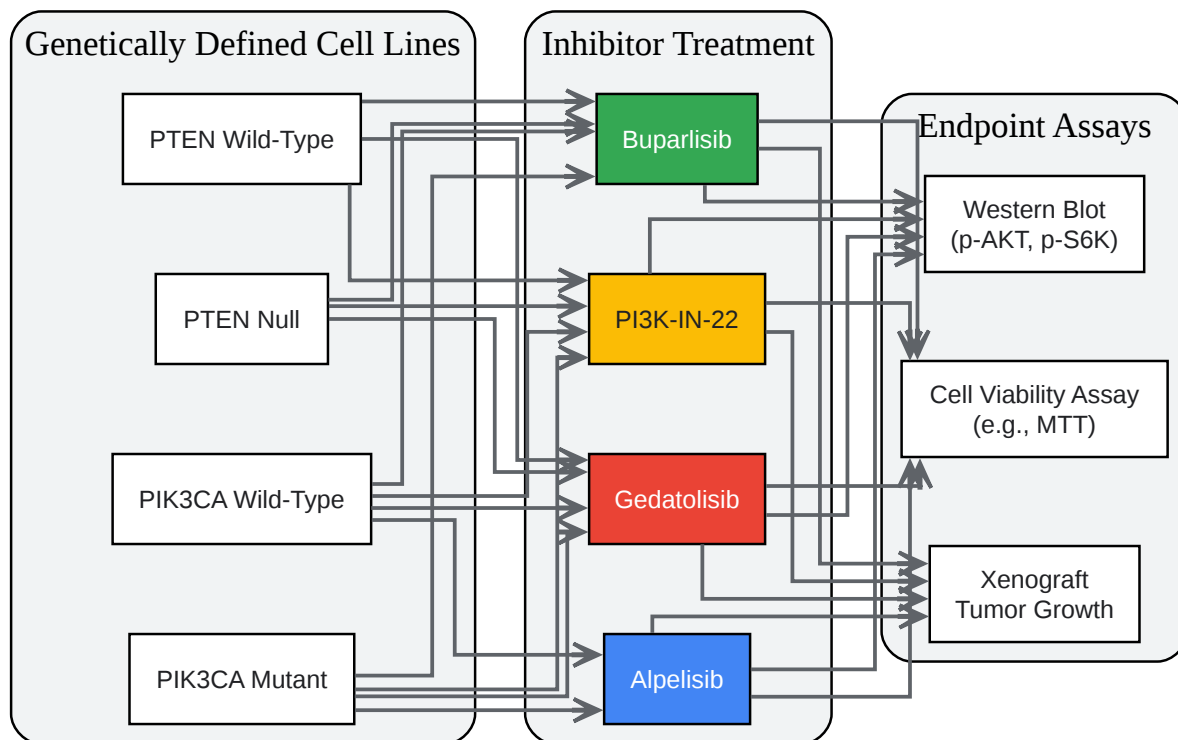 Genetically Defined Cell Lines
PTEN Wild-Type
PTEN Null
PIK3CA Wild-Type
PIK3CA Mutant
Inhibitor Treatment
Buparlisib
PI3K-IN-22
Gedatolisib
Alpelisib
Endpoint Assays
Western Blot
(p-AKT, p-S6K)
Cell Viability Assay
(e.g., MTT)
Xenograft
Tumor Growth